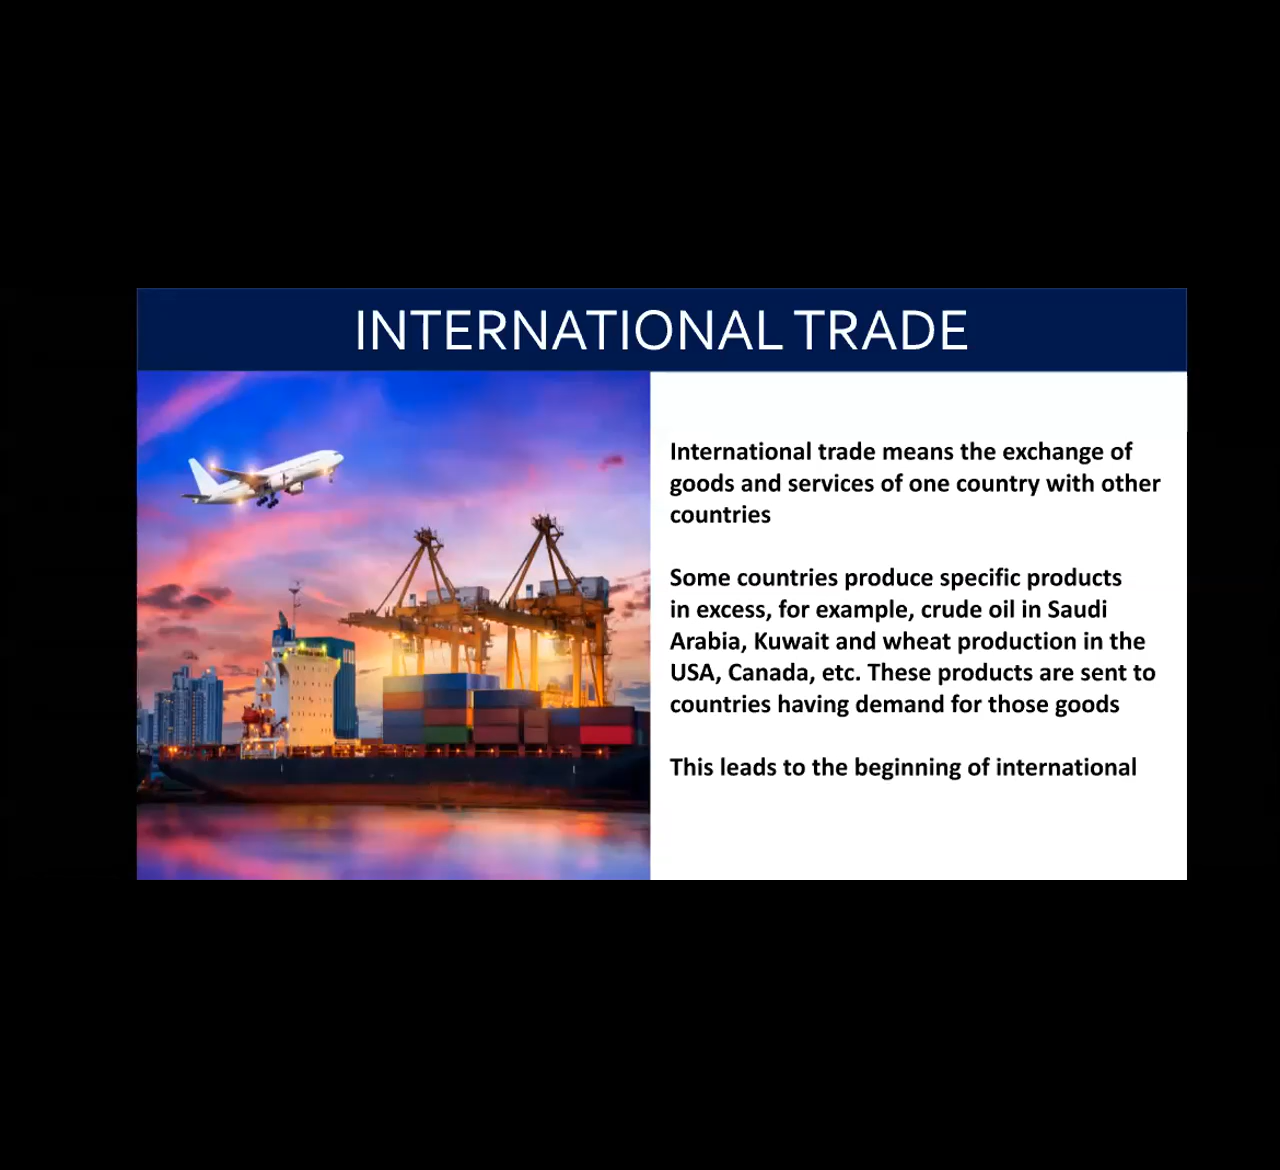 INTERNATIONAL TRADE
International trade means the exchange of
goods and services of one country with other
countries
Some countries produce specific products
in excess, for example, crude oil in Saudi
Arabia, Kuwait and wheat production in the
USA, Canada, etc. These products are sent to
countries having demand for those goods
This leads to the beginning of international